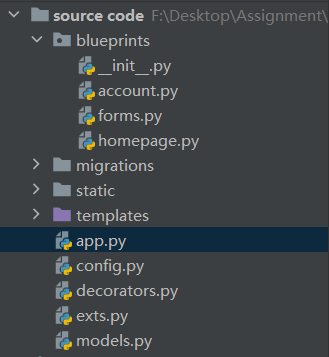 source code F:\Desktop\Assignment\
blueprints
__init__.py
account.py
forms.py
homepage.py
migrations
static
templates
app.py
config.py
decorators.py
exts.py
models.py